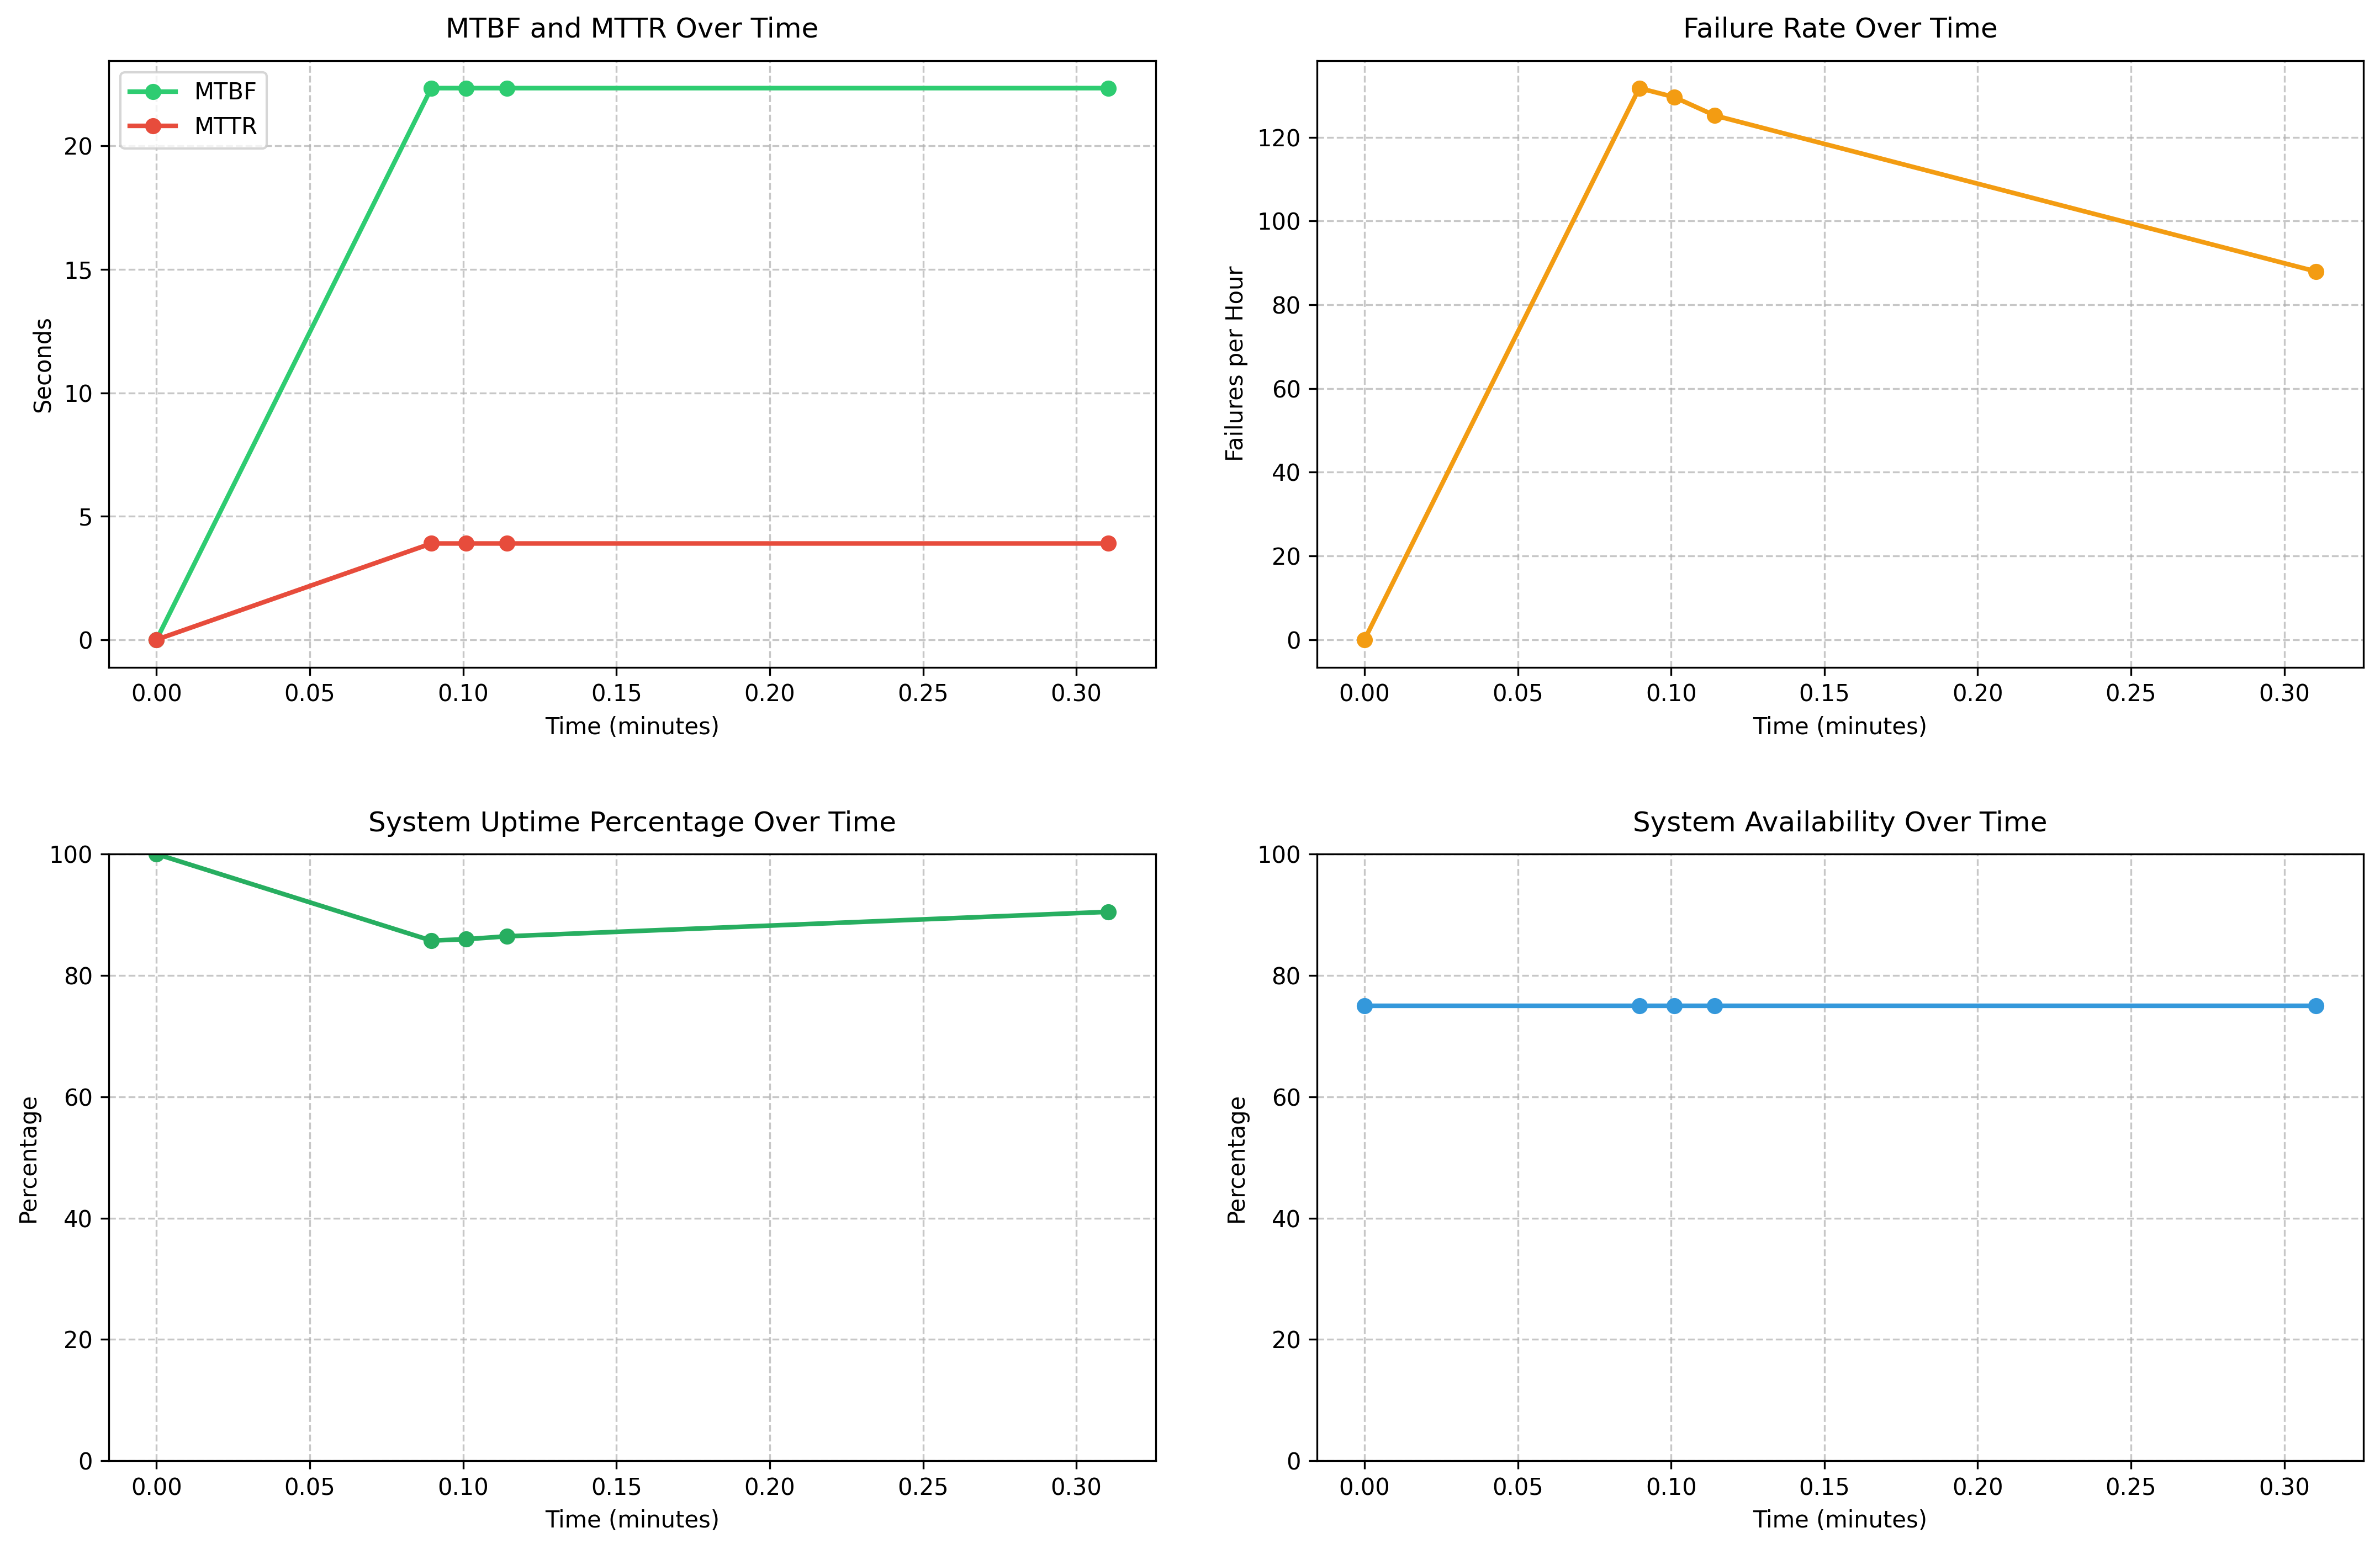 MTBF and MTTR Over Time
MTBF
MTTR
20
15
10
5
0
Seconds
0.00 0.05 0.10 0.15 0.20 0.25 0.30
Time (minutes)
Failure Rate Over Time
120
100
80
60
40
20
0
Failures per Hour
0.00 0.05 0.10 0.15 0.20 0.25 0.30
Time (minutes)
System Uptime Percentage Over Time
100
80
60
40
20
0
Percentage
0.00 0.05 0.10 0.15 0.20 0.25 0.30
Time (minutes)
System Availability Over Time
100
80
60
40
20
0
Percentage
0.00 0.05 0.10 0.15 0.20 0.25 0.30
Time (minutes)